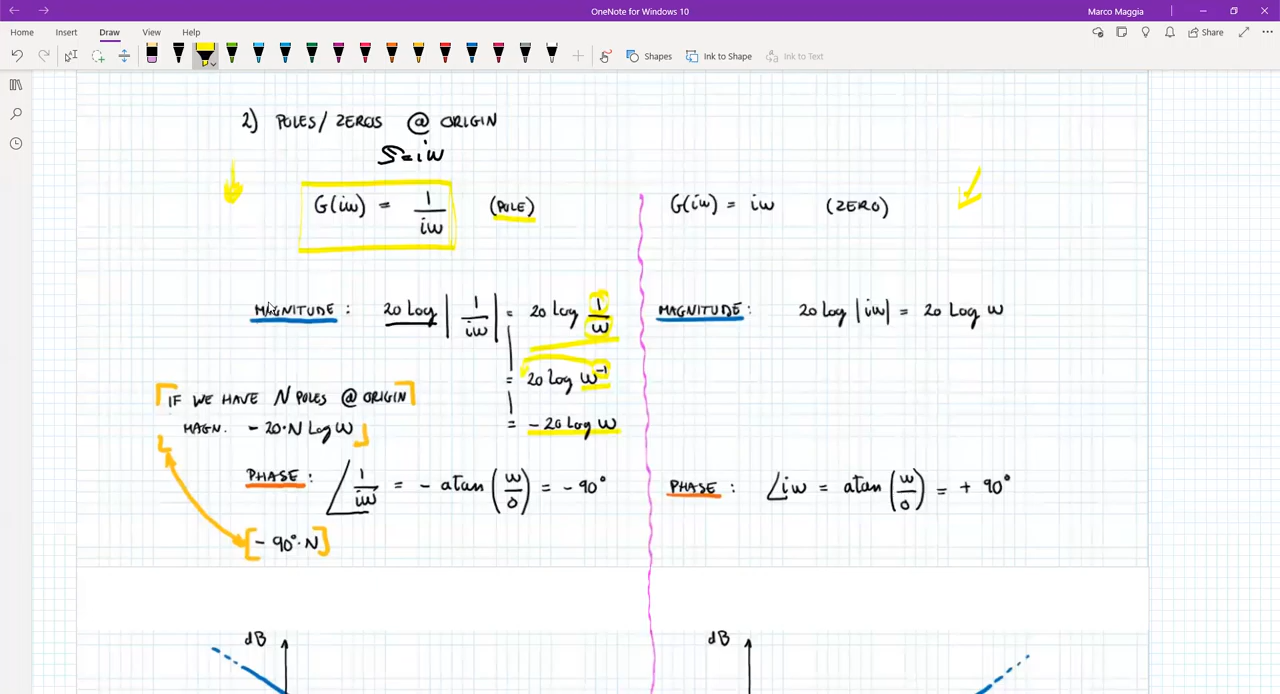 OneNote for Windows 10
Marco Maggia
Home Insert Draw View Help
Share
Shapes Ink to Shape Ink to Text
2) POLES/ZEROS @ ORIGIN
S=iω
G(iω) = 1/iω (POLE)
G(iω) = iω (ZERO)
MAGNITUDE: 20 Log |1/iω| = 20 Log 1/ω
= 20 Log ω⁻¹
= -20 Log ω
MAGNITUDE: 20 Log |iω| = 20 Log ω
IF WE HAVE N POLES @ ORIGIN
MAGN. -20·N Log ω
PHASE: ∠1/iω = - atan (ω/0) = -90°
[-90°·N]
PHASE: ∠iω = atan (ω/0) = +90°
dB
dB